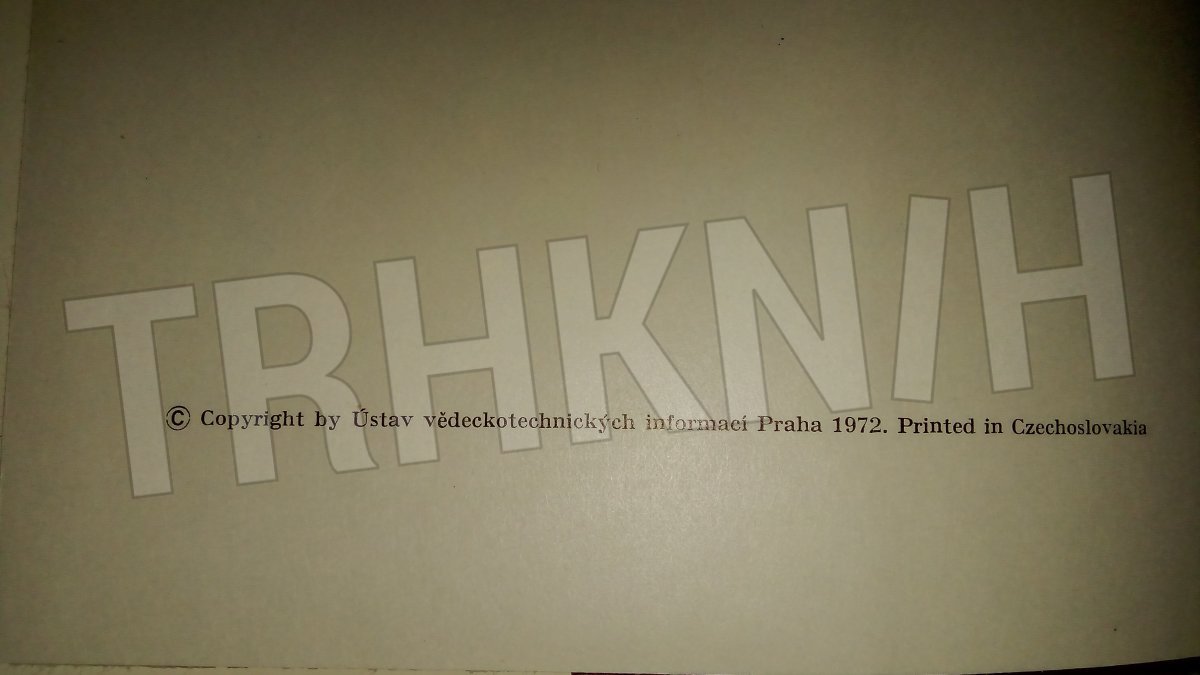 TRHKNIH
© Copyright by Ústav vědeckotechnických informací Praha 1972. Printed in Czechoslovakia